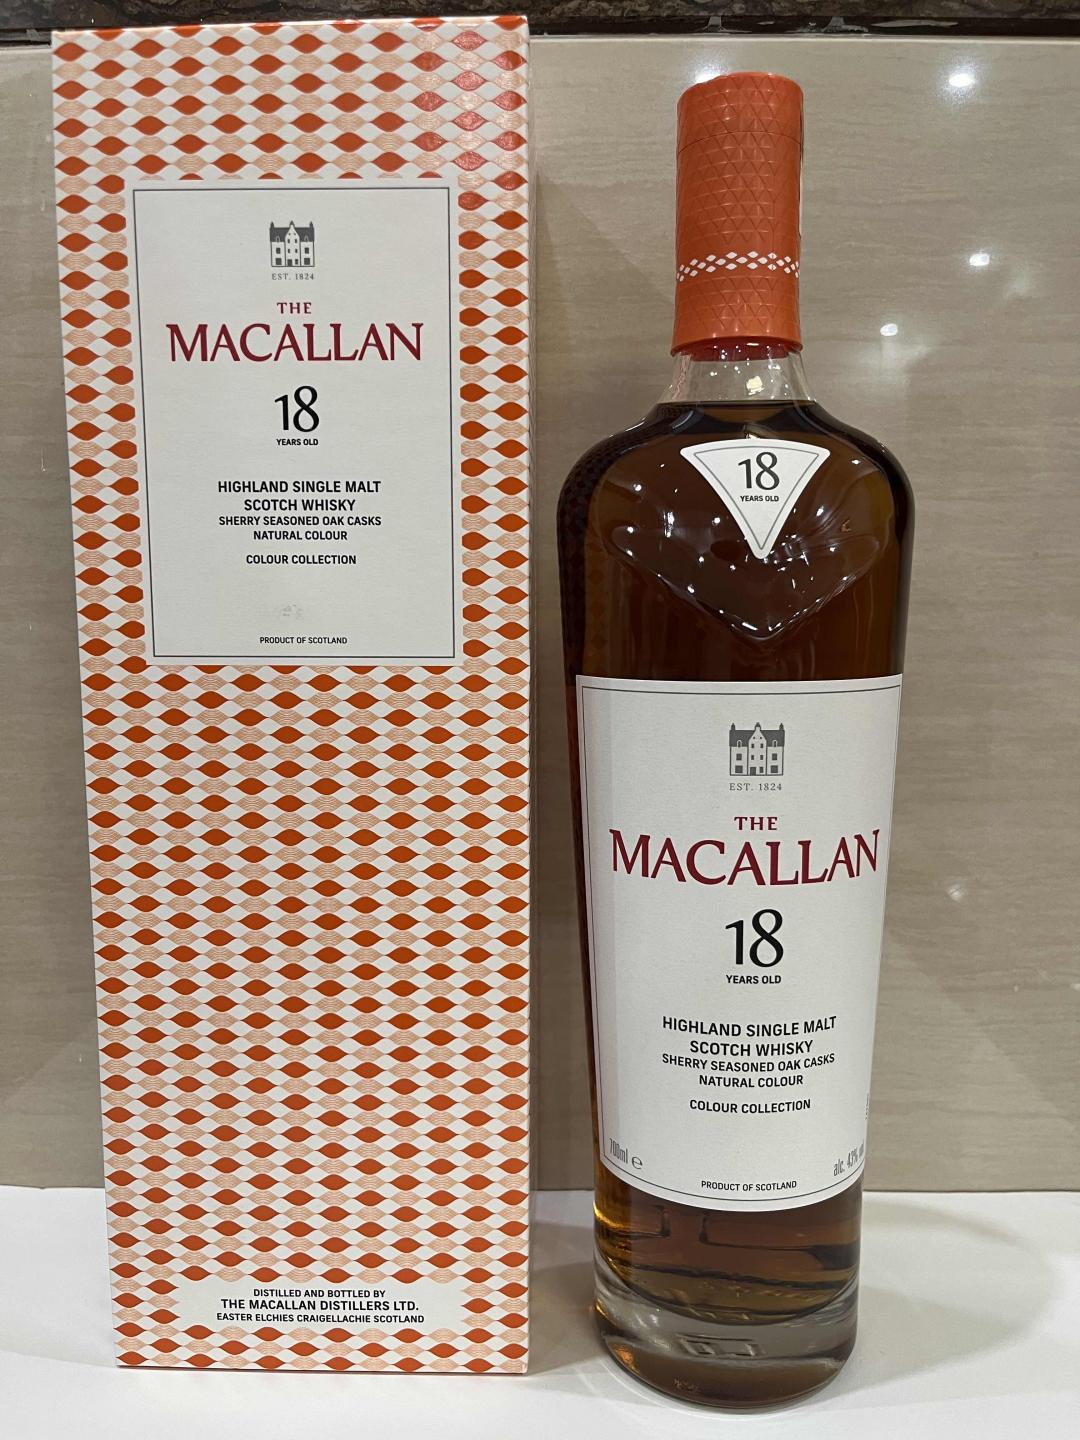 EST. 1824
THE
MACALLAN
18
YEARS OLD
HIGHLAND SINGLE MALT
SCOTCH WHISKY
SHERRY SEASONED OAK CASKS
NATURAL COLOUR
COLOUR COLLECTION
PRODUCT OF SCOTLAND
DISTILLED AND BOTTLED BY
THE MACALLAN DISTILLERS LTD.
EASTER ELCHIES CRAIGELLACHIE SCOTLAND
18
YEARS OLD
EST. 1824
THE
MACALLAN
18
YEARS OLD
HIGHLAND SINGLE MALT
SCOTCH WHISKY
SHERRY SEASONED OAK CASKS
NATURAL COLOUR
COLOUR COLLECTION
700ml e
alc. 43% vol
PRODUCT OF SCOTLAND